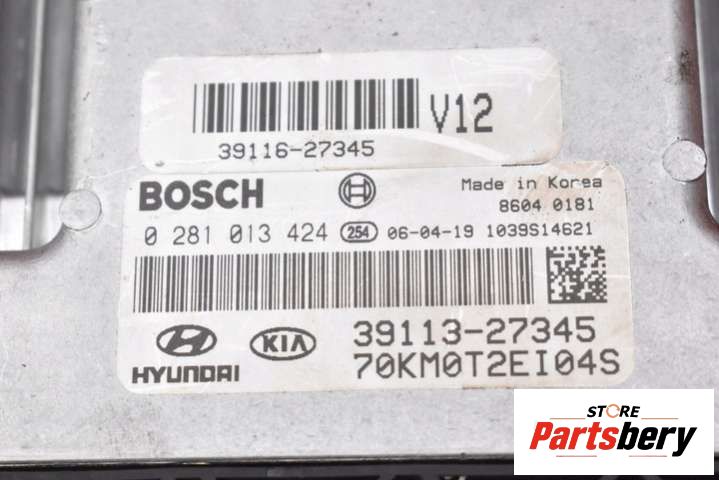 V12
39116-27345
BOSCH
Made in Korea
8604 0181
0 281 013 424 254 06-04-19 1039S14621
HYUNDAI KIA
39113-27345
70KM0T2EI04S
STORE
Partsbery